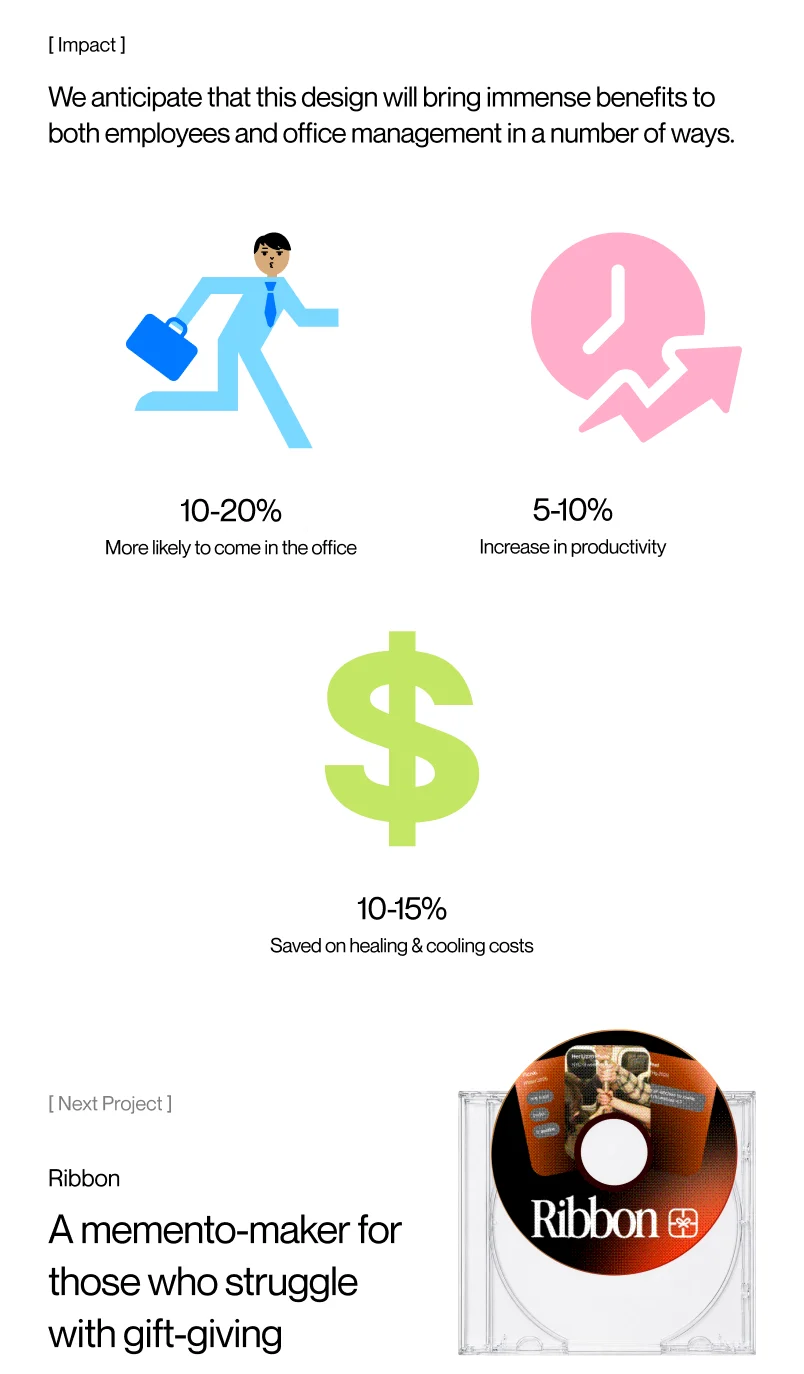 [ Impact ]
We anticipate that this design will bring immense benefits to
both employees and office management in a number of ways.
10-20%
More likely to come in the office
5-10%
Increase in productivity
10-15%
Saved on healing & cooling costs
[ Next Project ]
Ribbon
A memento-maker for
those who struggle
with gift-giving
Ribbon